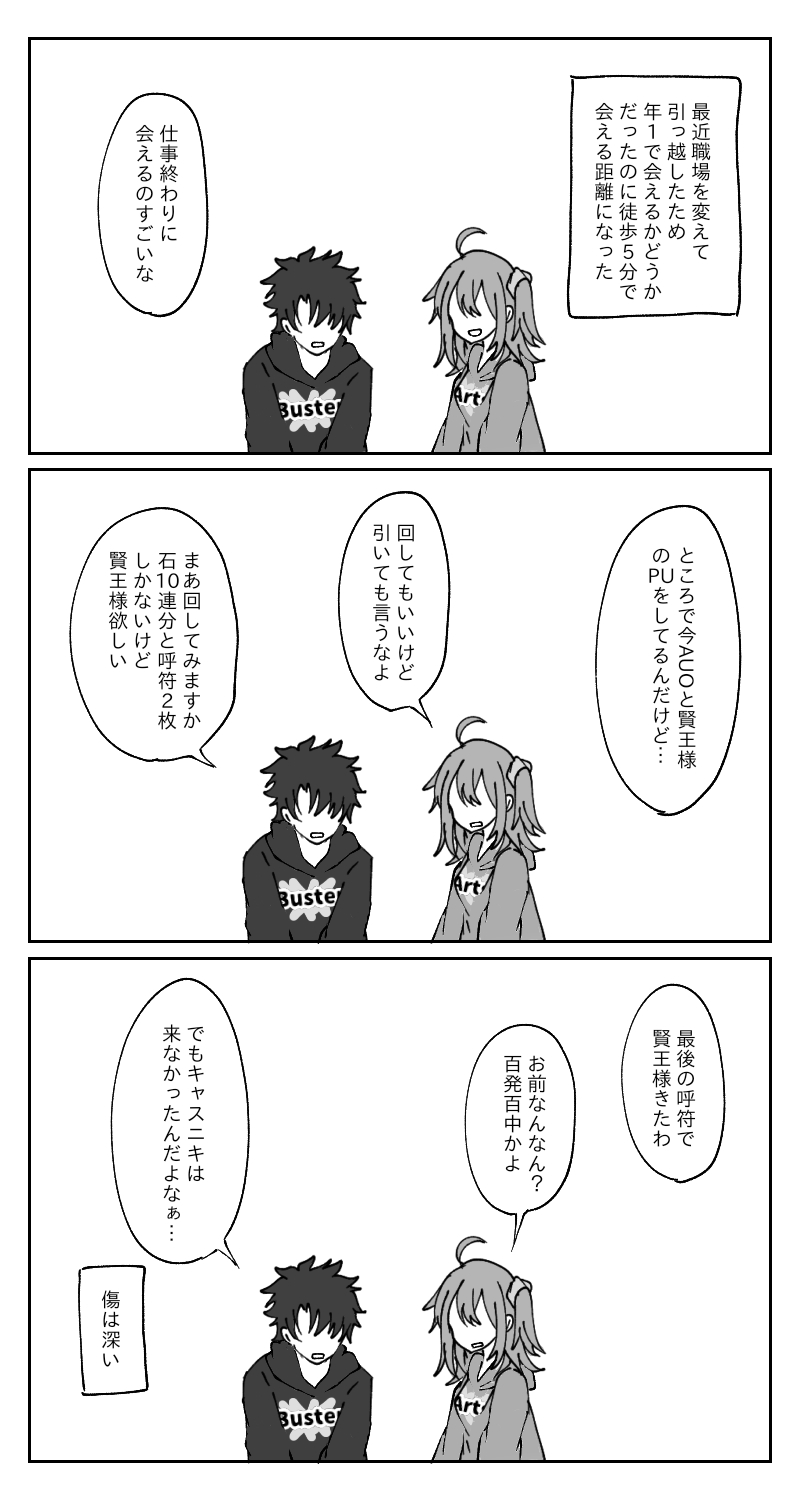 最近職場を変えて
引っ越したため
年１で会えるかどうか
だったのに徒歩５分で
会える距離になった
仕事終わりに
会えるのすごいな
Buster
Arts
ところで今AUOと賢王様
のPUをしてるんだけど…
回してもいいけど
引いても言うなよ
まあ回してみますか
石10連分と呼符２枚
しかないけど
賢王様欲しい
Buster
Arts
最後の呼符で
賢王様きたわ
お前なんなん？
百発百中かよ
でもキャスニキは
来なかったんだよなぁ…
傷は深い
Buster
Arts